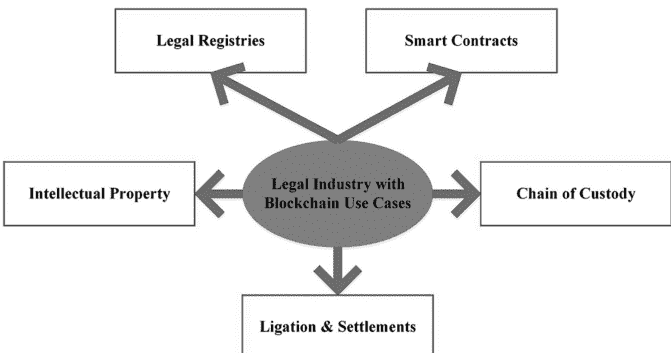 Legal Registries
Smart Contracts
Intellectual Property
Legal Industry with
Blockchain Use Cases
Chain of Custody
Ligation & Settlements